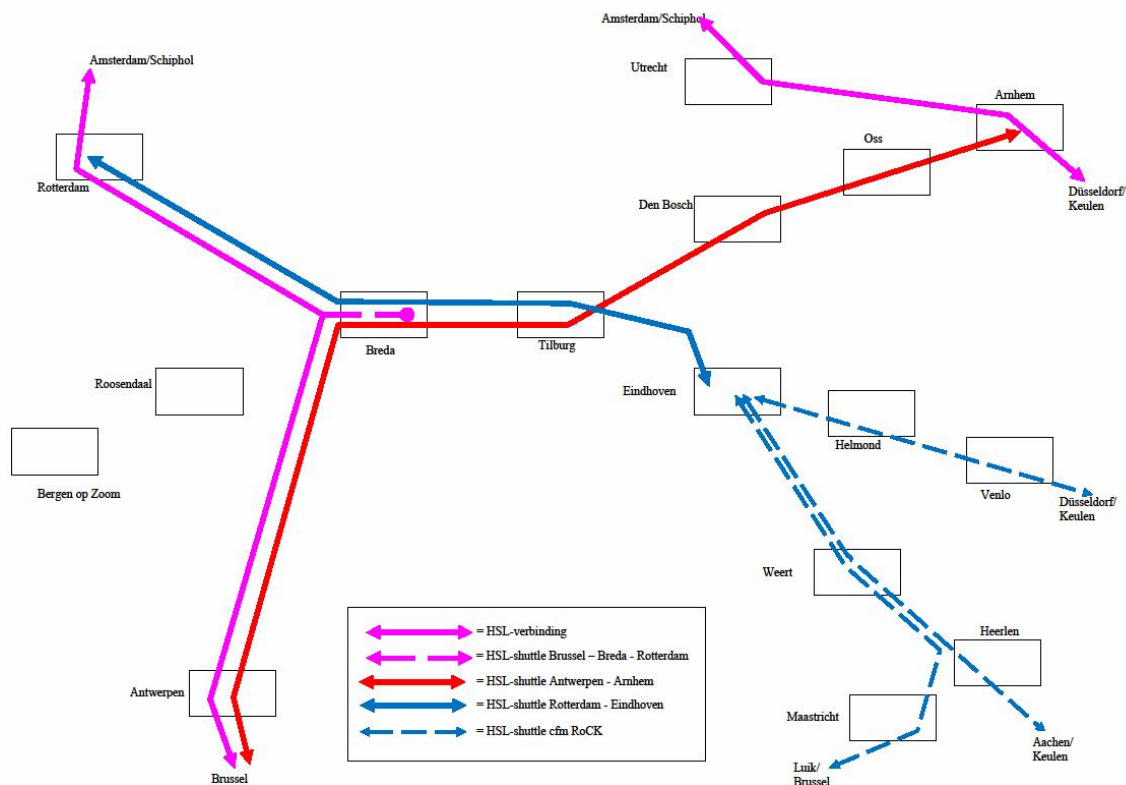 Amsterdam/Schiphol
Amsterdam/Schiphol
Utrecht
Arnhem
Oss
Rotterdam
Düsseldorf/
Keulen
Den Bosch
Breda
Tilburg
Roosendaal
Eindhoven
Helmond
Bergen op Zoom
Venlo
Düsseldorf/
Keulen
Weert
Heerlen
Antwerpen
Maastricht
Aachen/
Keulen
Luik/
Brussel
Brussel
= HSL-verbinding
= HSL-shuttle Brussel – Breda - Rotterdam
= HSL-shuttle Antwerpen - Arnhem
= HSL-shuttle Rotterdam - Eindhoven
= HSL-shuttle cfm RoCK